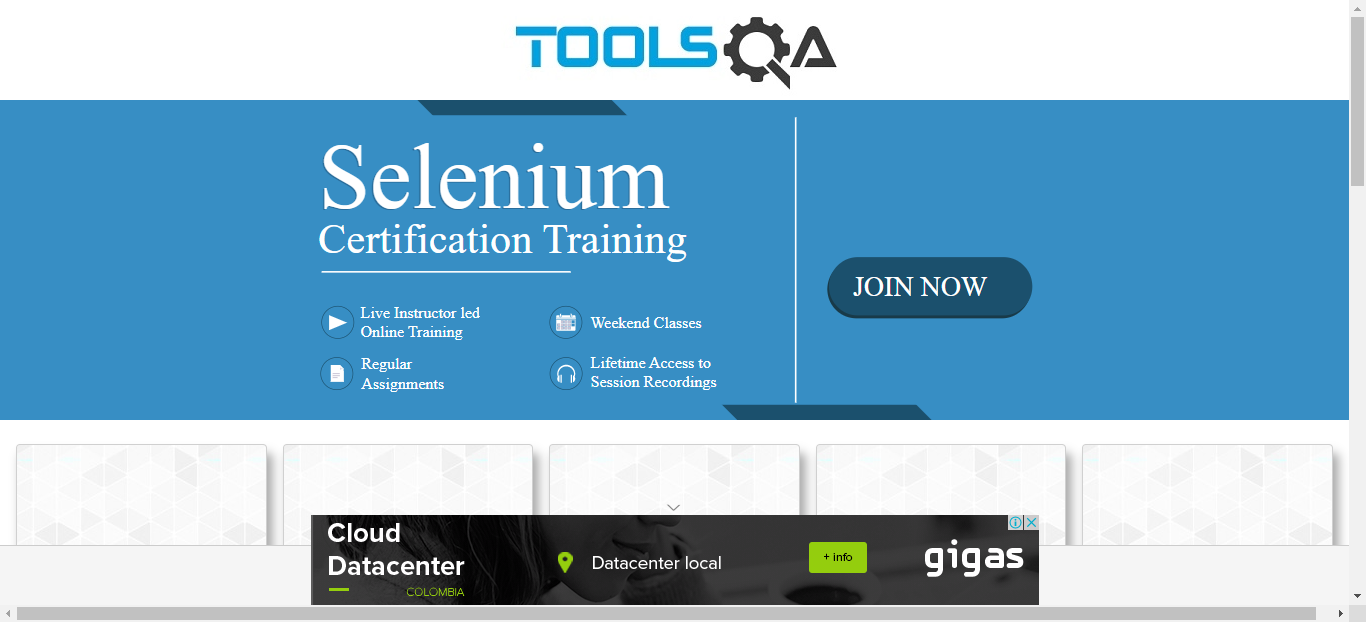 TOOLSQA
Selenium
Certification Training
Live Instructor led
Online Training
Weekend Classes
Regular
Assignments
Lifetime Access to
Session Recordings
JOIN NOW
Cloud
Datacenter
COLOMBIA
Datacenter local
+ info
gigas